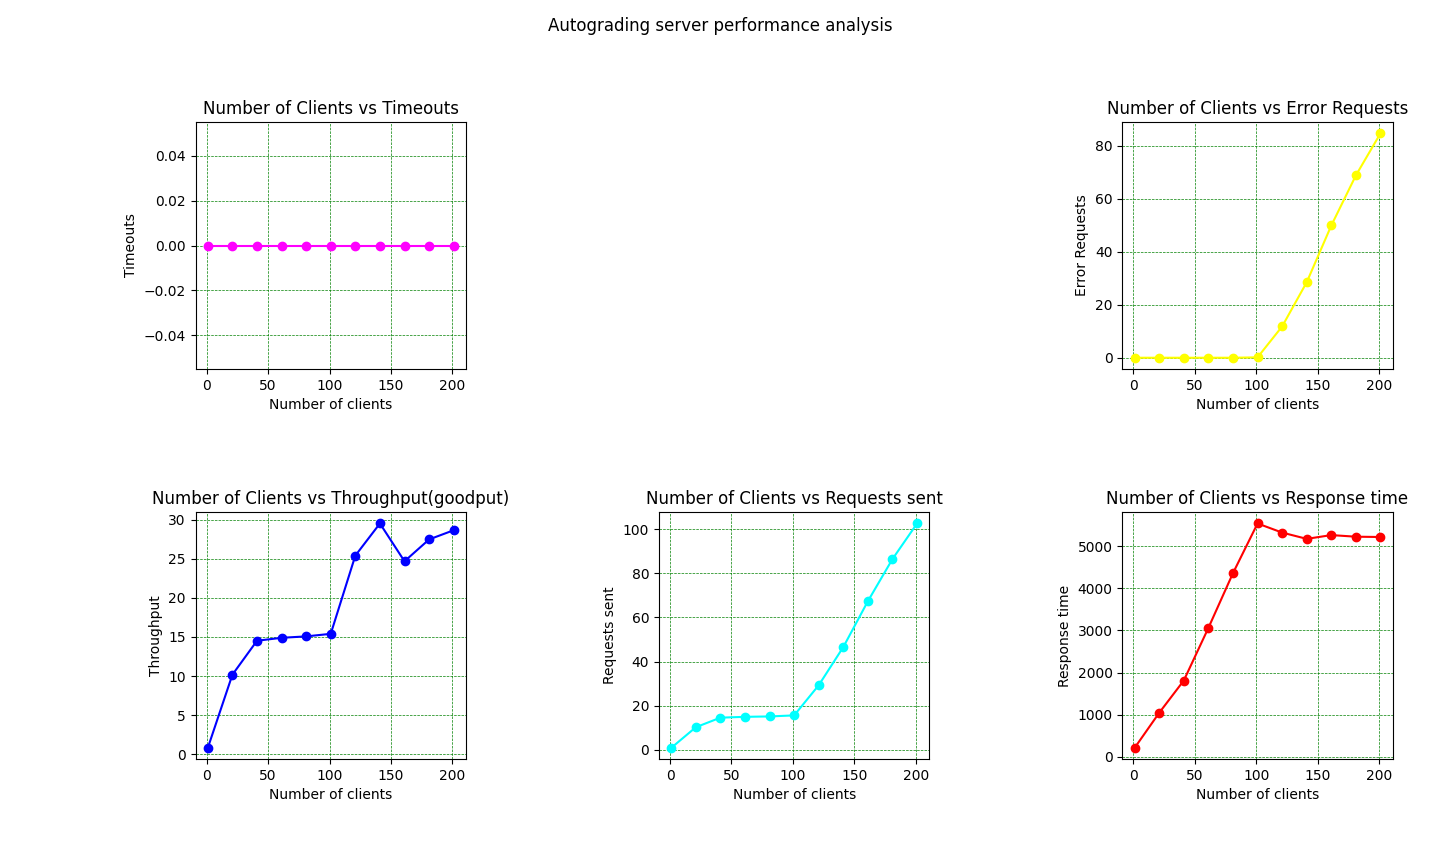 Autograding server performance analysis
Number of Clients vs Timeouts
0.04
0.02
0.00
−0.02
−0.04
Timeouts
0 50 100 150 200
Number of clients
Number of Clients vs Error Requests
80
60
40
20
0
Error Requests
0 50 100 150 200
Number of clients
Number of Clients vs Throughput(goodput)
30
25
20
15
10
5
0
Throughput
0 50 100 150 200
Number of clients
Number of Clients vs Requests sent
100
80
60
40
20
0
Requests sent
0 50 100 150 200
Number of clients
Number of Clients vs Response time
5000
4000
3000
2000
1000
0
Response time
0 50 100 150 200
Number of clients